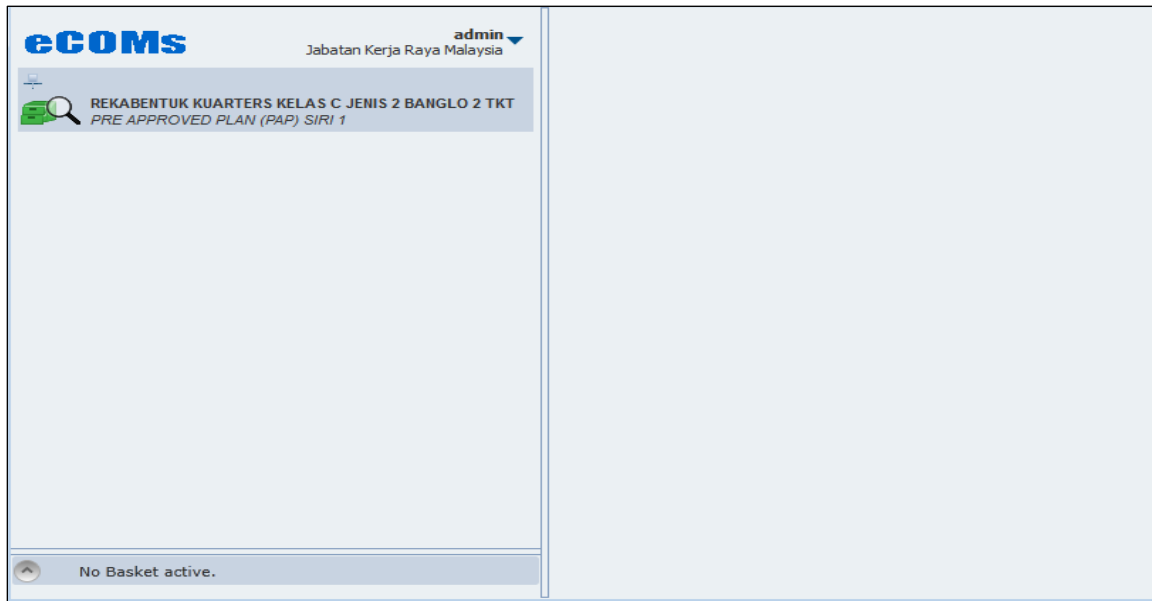 eCOMs
admin
Jabatan Kerja Raya Malaysia
REKABENTUK KUARTERS KELAS C JENIS 2 BANGLO 2 TKT
PRE APPROVED PLAN (PAP) SIRI 1
No Basket active.